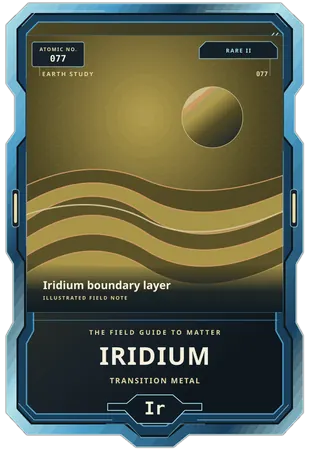 ATOMIC NO.
077
RARE II
EARTH STUDY
077
Iridium boundary layer
ILLUSTRATED FIELD NOTE
THE FIELD GUIDE TO MATTER
IRIDIUM
TRANSITION METAL
Ir